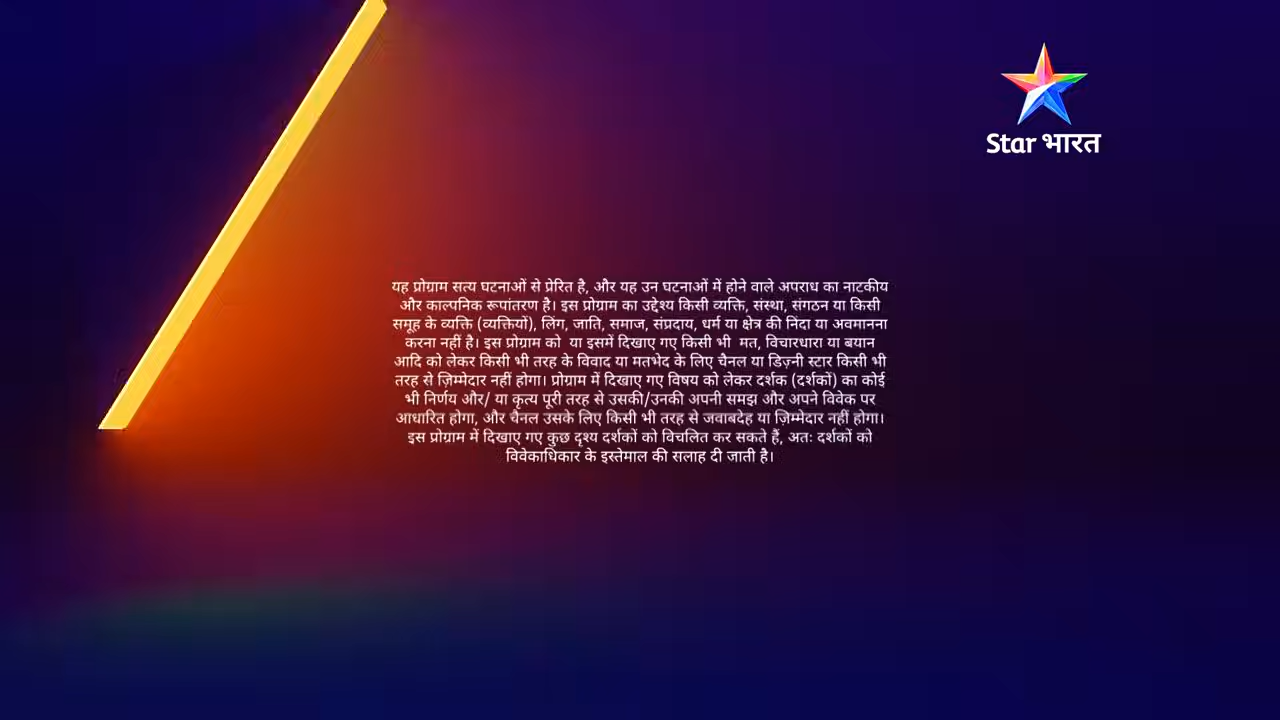 Star भारत
यह प्रोग्राम सत्य घटनाओं से प्रेरित है, और यह उन घटनाओं में होने वाले अपराध का नाटकीय
और काल्पनिक रूपांतरण है। इस प्रोग्राम का उद्देश्य किसी व्यक्ति, संस्था, संगठन या किसी
समूह के व्यक्ति (व्यक्तियों), लिंग, जाति, समाज, संप्रदाय, धर्म या क्षेत्र की निंदा या अवमानना
करना नहीं है। इस प्रोग्राम को या इसमें दिखाए गए किसी भी मत, विचारधारा या बयान
आदि को लेकर किसी भी तरह के विवाद या मतभेद के लिए चैनल या डिज़्नी स्टार किसी भी
तरह से ज़िम्मेदार नहीं होगा। प्रोग्राम में दिखाए गए विषय को लेकर दर्शक (दर्शकों) का कोई
भी निर्णय और/ या कृत्य पूरी तरह से उसकी/उनकी अपनी समझ और अपने विवेक पर
आधारित होगा, और चैनल उसके लिए किसी भी तरह से जवाबदेह या ज़िम्मेदार नहीं होगा।
इस प्रोग्राम में दिखाए गए कुछ दृश्य दर्शकों को विचलित कर सकते हैं, अतः दर्शकों को
विवेकाधिकार के इस्तेमाल की सलाह दी जाती है।